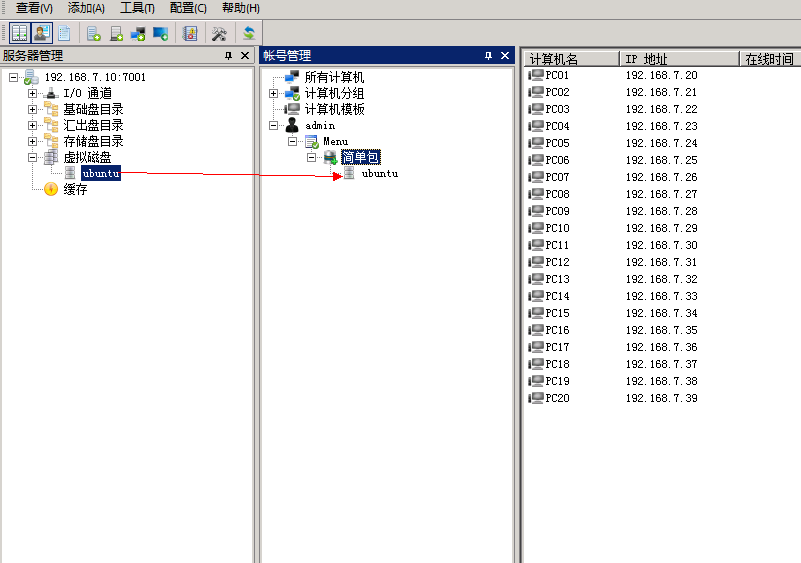 查看(V) 添加(A) 工具(T) 配置(C) 帮助(H)
服务器管理
192.168.7.10:7001
I/O 通道
基础盘目录
汇出盘目录
存储盘目录
虚拟磁盘
ubuntu
缓存
帐号管理
所有计算机
计算机分组
计算机模板
admin
Menu
简单包
ubuntu
计算机名 IP 地址 在线时间
PC01 192.168.7.20
PC02 192.168.7.21
PC03 192.168.7.22
PC04 192.168.7.23
PC05 192.168.7.24
PC06 192.168.7.25
PC07 192.168.7.26
PC08 192.168.7.27
PC09 192.168.7.28
PC10 192.168.7.29
PC11 192.168.7.30
PC12 192.168.7.31
PC13 192.168.7.32
PC14 192.168.7.33
PC15 192.168.7.34
PC16 192.168.7.35
PC17 192.168.7.36
PC18 192.168.7.37
PC19 192.168.7.38
PC20 192.168.7.39